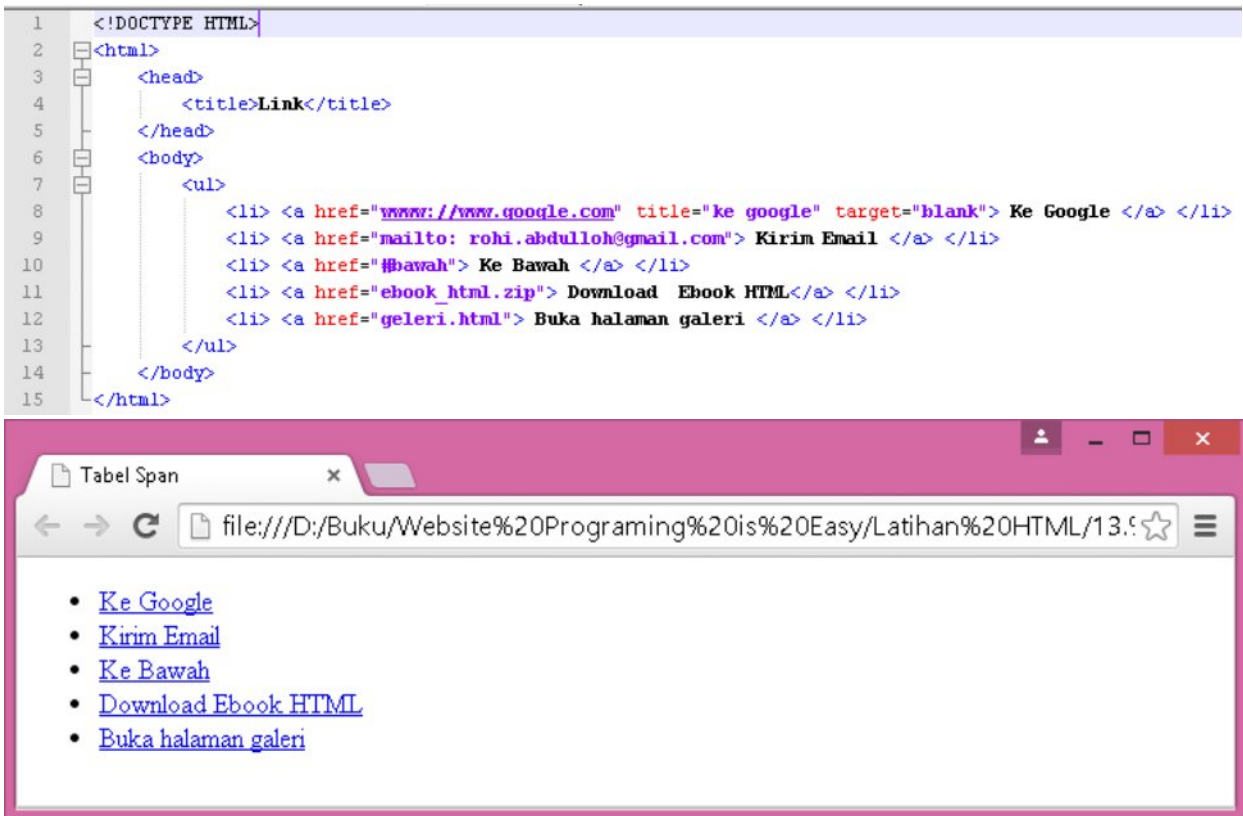 1 <!DOCTYPE HTML>
2 <html>
3 <head>
4 <title>Link</title>
5 </head>
6 <body>
7 <ul>
8 <li> <a href="wwww://www.google.com" title="ke google" target="blank"> Ke Google </a> </li>
9 <li> <a href="mailto: rohi.abdulloh@gmail.com"> Kirim Email </a> </li>
10 <li> <a href="#bawah"> Ke Bawah </a> </li>
11 <li> <a href="ebook_html.zip"> Download  Ebook HTML</a> </li>
12 <li> <a href="geleri.html"> Buka halaman galeri </a> </li>
13 </ul>
14 </body>
15 </html>
Tabel Span
file:///D:/Buku/Website%20Programing%20is%20Easy/Latihan%20HTML/13.
• Ke Google
• Kirim Email
• Ke Bawah
• Download Ebook HTML
• Buka halaman galeri